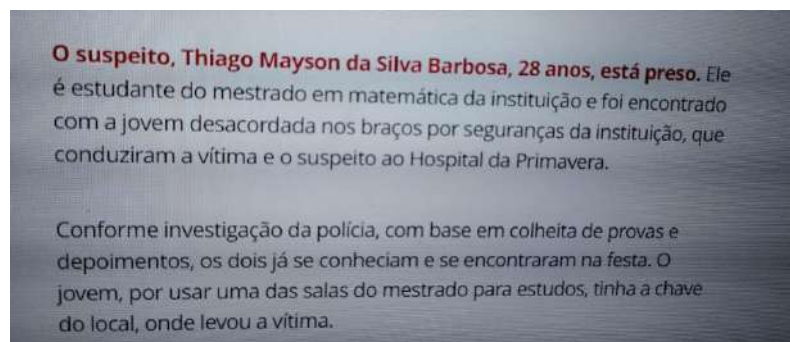 O suspeito, Thiago Mayson da Silva Barbosa, 28 anos, está preso. Ele
é estudante do mestrado em matemática da instituição e foi encontrado
com a jovem desacordada nos braços por seguranças da instituição, que
conduziram a vítima e o suspeito ao Hospital da Primavera.
Conforme investigação da polícia, com base em colheita de provas e
depoimentos, os dois já se conheciam e se encontraram na festa. O
jovem, por usar uma das salas do mestrado para estudos, tinha a chave
do local, onde levou a vítima.